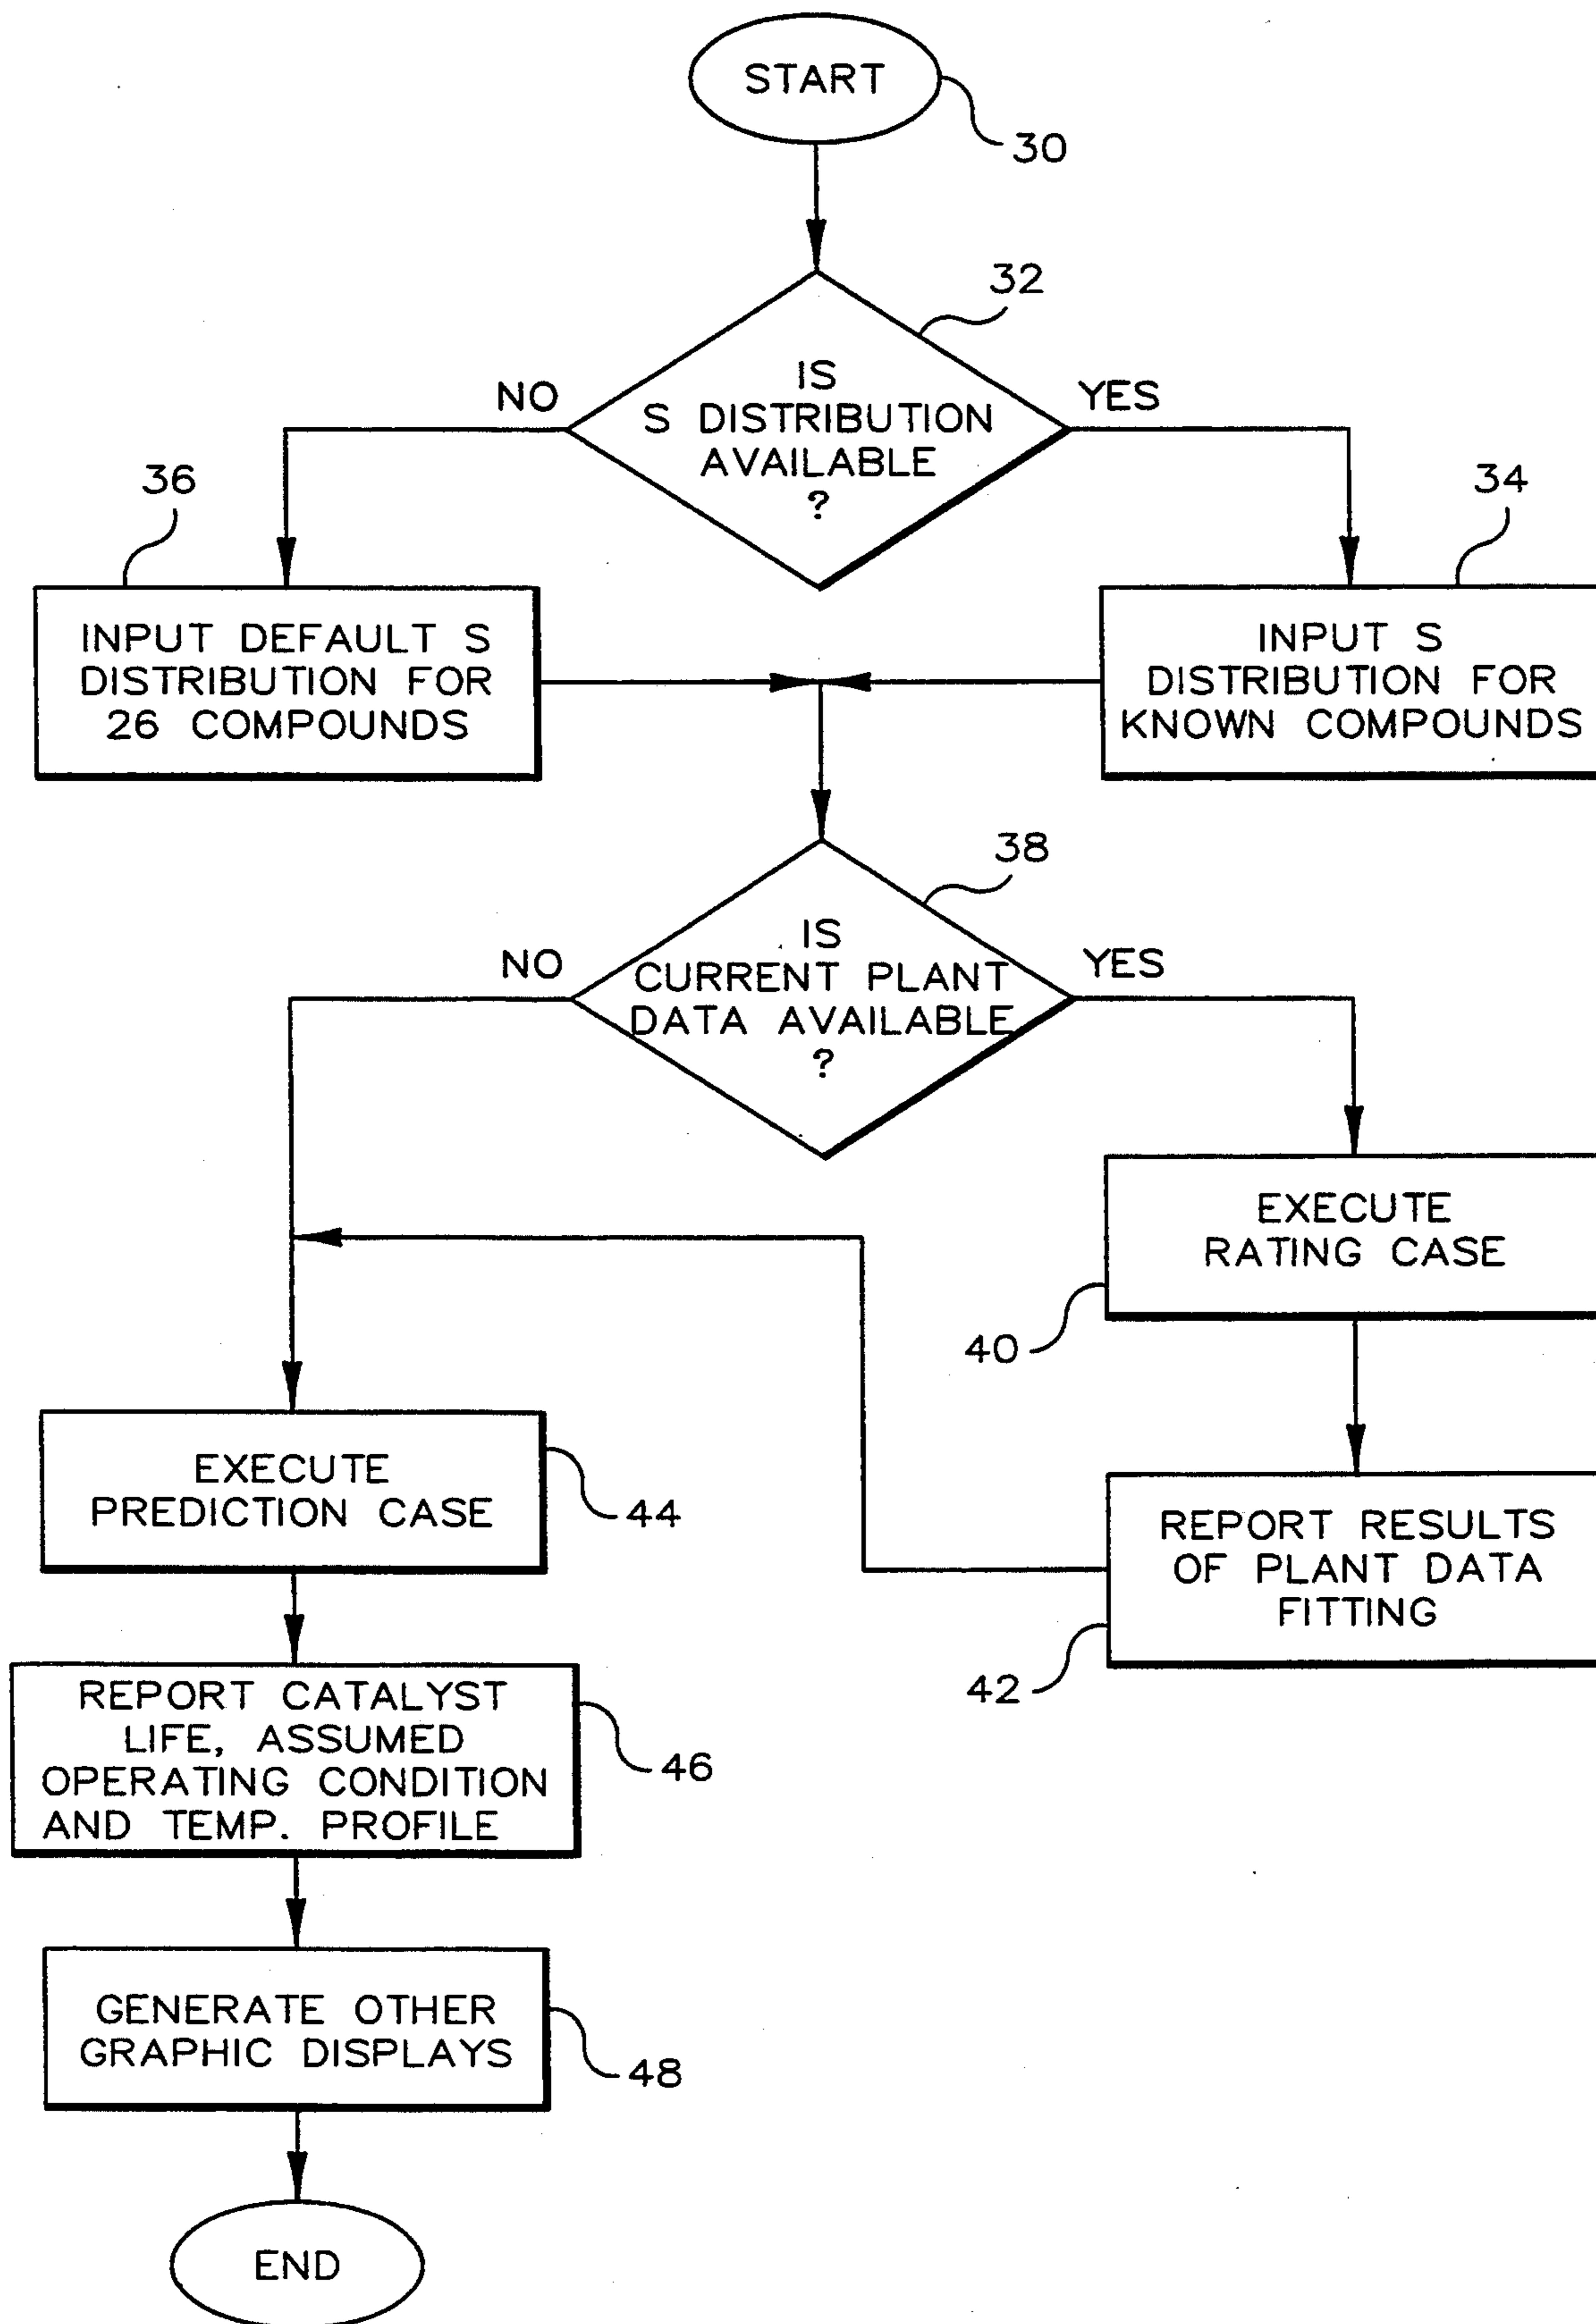 START
30
32
IS
S DISTRIBUTION
AVAILABLE
?
NO
YES
36
34
INPUT DEFAULT S
DISTRIBUTION FOR
26 COMPOUNDS
INPUT S
DISTRIBUTION FOR
KNOWN COMPOUNDS
38
IS
CURRENT PLANT
DATA AVAILABLE
?
NO
YES
EXECUTE
RATING CASE
40
EXECUTE
PREDICTION CASE
44
REPORT RESULTS
OF PLANT DATA
FITTING
42
REPORT CATALYST
LIFE, ASSUMED
OPERATING CONDITION
AND TEMP. PROFILE
46
GENERATE OTHER
GRAPHIC DISPLAYS
48
END